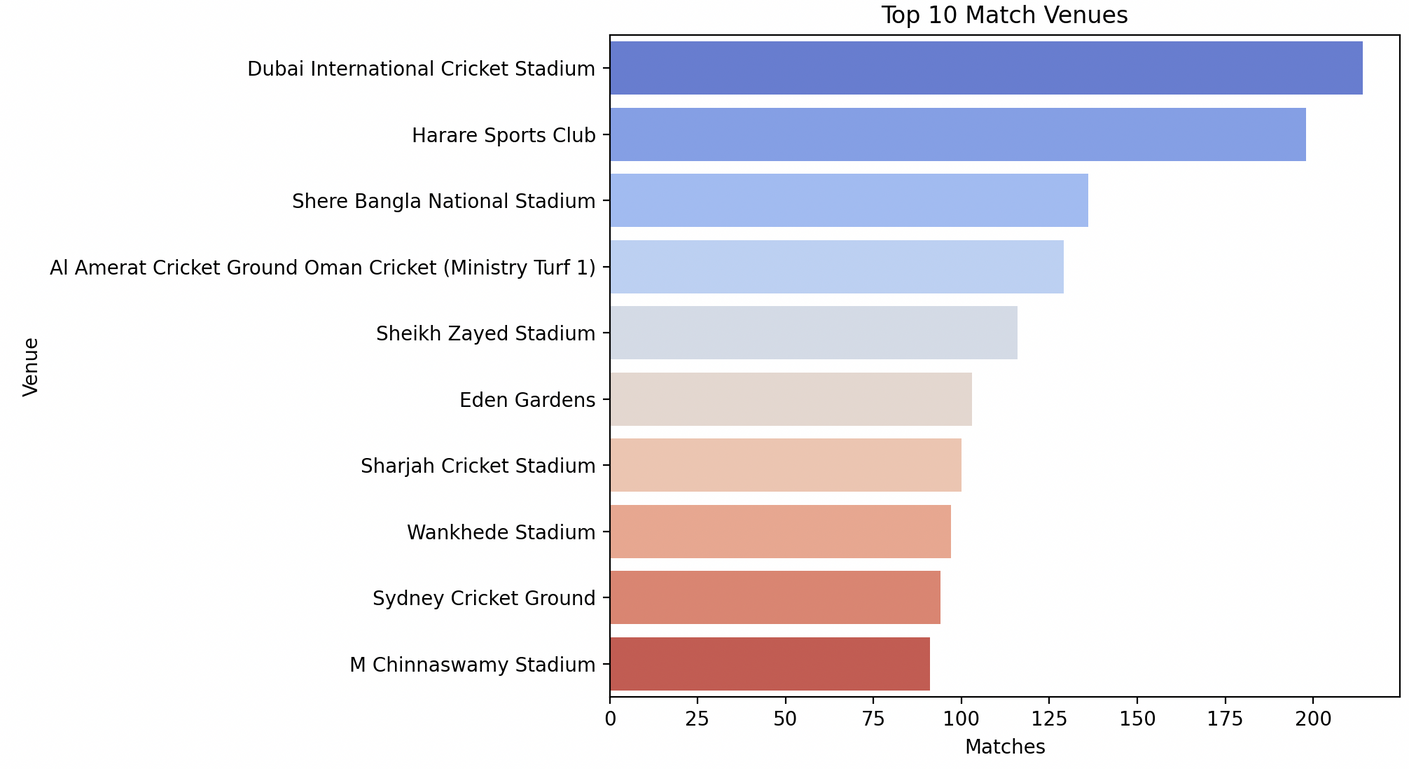 Top 10 Match Venues
Dubai International Cricket Stadium
Harare Sports Club
Shere Bangla National Stadium
Al Amerat Cricket Ground Oman Cricket (Ministry Turf 1)
Sheikh Zayed Stadium
Eden Gardens
Sharjah Cricket Stadium
Wankhede Stadium
Sydney Cricket Ground
M Chinnaswamy Stadium
Venue
0 25 50 75 100 125 150 175 200
Matches